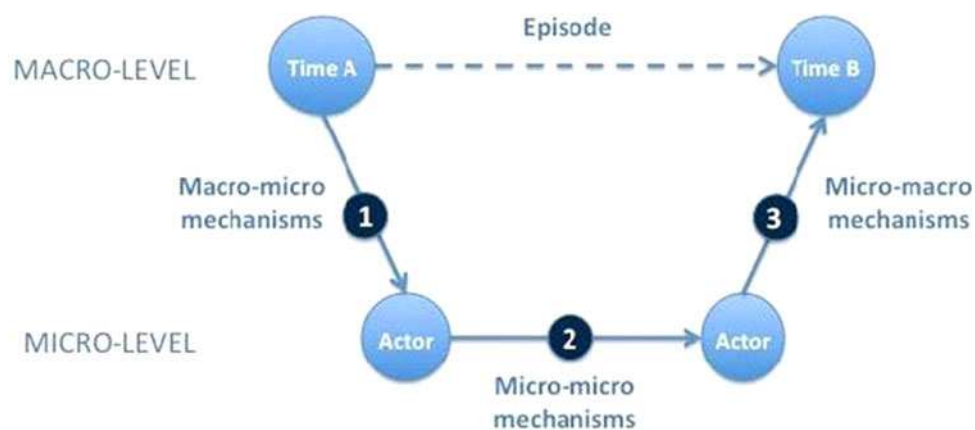 Episode
MACRO-LEVEL
Time A
Time B
Macro-micro
mechanisms
1
3
Micro-macro
mechanisms
MICRO-LEVEL
Actor
2
Actor
Micro-micro
mechanisms